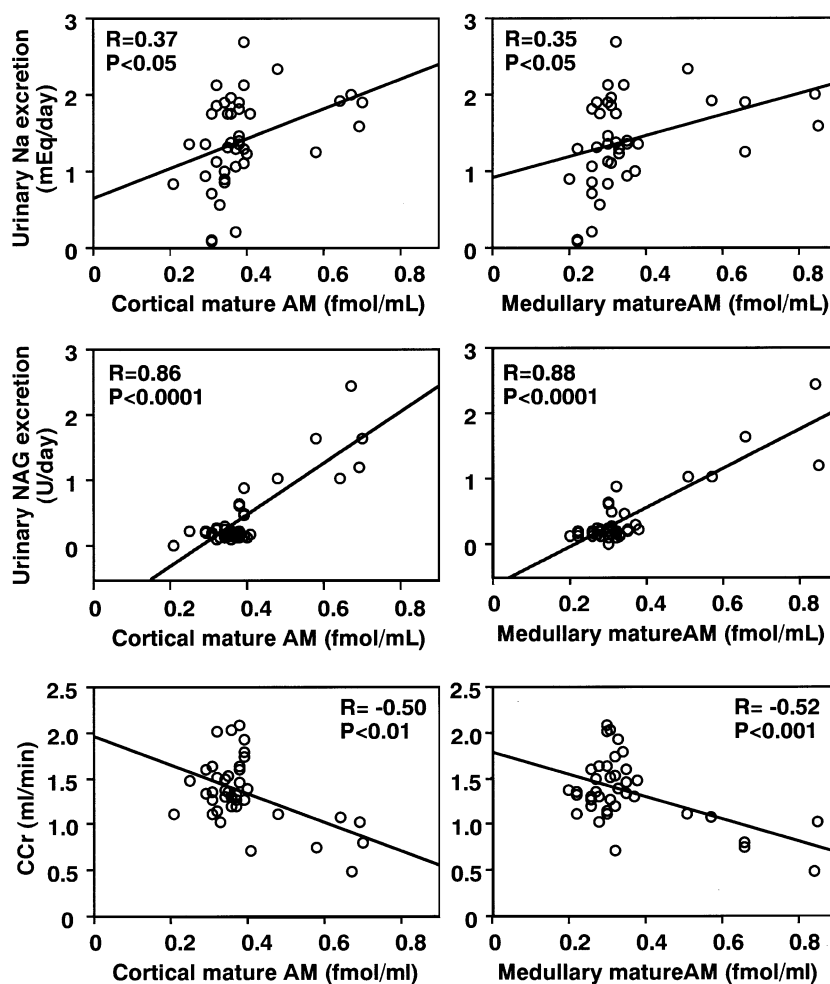 Urinary Na excretion
(mEq/day)
3
2
1
0
R=0.37
P<0.05
0 0.2 0.4 0.6 0.8
Cortical mature AM (fmol/mL)
3
2
1
0
R=0.35
P<0.05
0 0.2 0.4 0.6 0.8
Medullary matureAM (fmol/mL)
Urinary NAG excretion
(U/day)
3
2
1
0
R=0.86
P<0.0001
0 0.2 0.4 0.6 0.8
Cortical mature AM (fmol/mL)
3
2
1
0
R=0.88
P<0.0001
0 0.2 0.4 0.6 0.8
Medullary matureAM (fmol/mL)
CCr (ml/min)
2.5
2.0
1.5
1.0
0.5
0
R= -0.50
P<0.01
0 0.2 0.4 0.6 0.8
Cortical mature AM (fmol/ml)
2.5
2.0
1.5
1.0
0.5
0
R= -0.52
P<0.001
0 0.2 0.4 0.6 0.8
Medullary matureAM (fmol/ml)